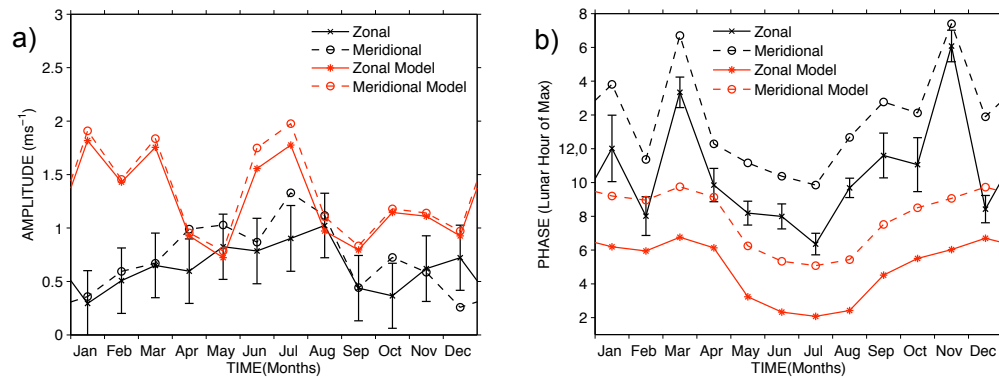 a)
AMPLITUDE (ms⁻¹)
3
2.5
2
1.5
1
0.5
0
Zonal
Meridional
Zonal Model
Meridional Model
Jan Feb Mar Apr May Jun Jul Aug Sep Oct Nov Dec
TIME(Months)
b)
PHASE (Lunar Hour of Max)
8
6
4
2
12,0
10
8
6
4
2
Zonal
Meridional
Zonal Model
Meridional Model
Jan Feb Mar Apr May Jun Jul Aug Sep Oct Nov Dec
TIME(Months)